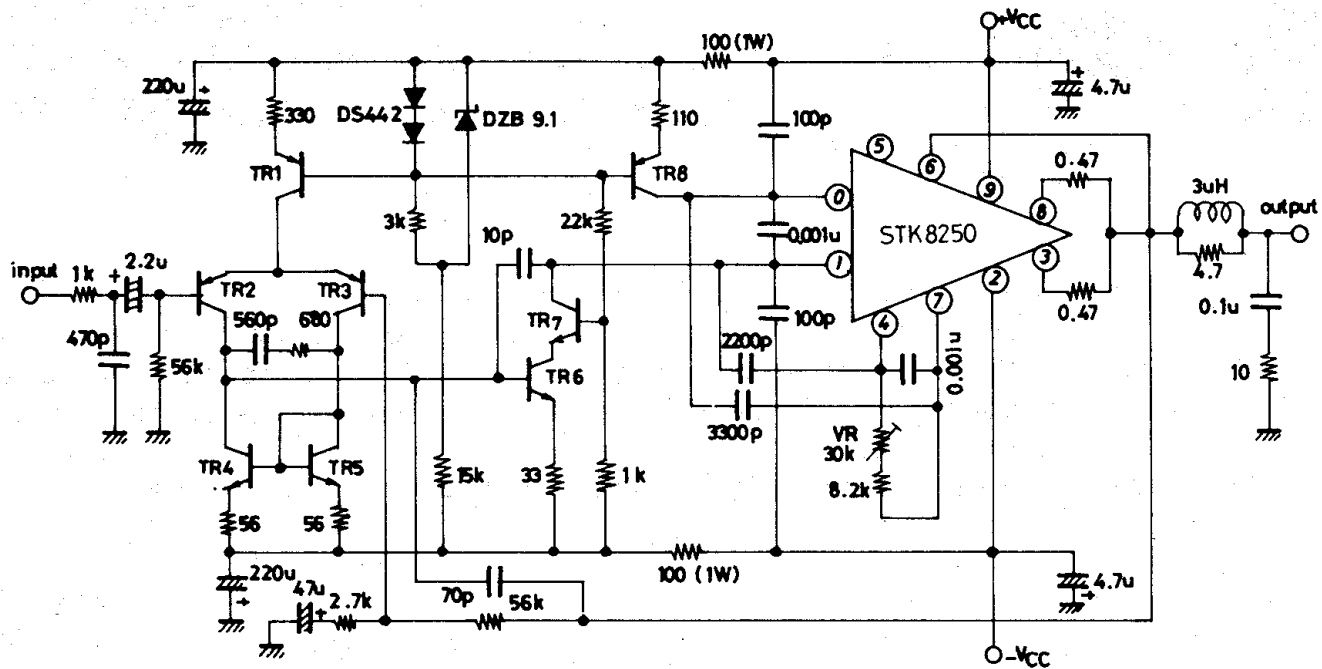 +VCC
100 (1W)
220u +
330
DS442
DZB 9.1
110
100p
+ 4.7u
TR1
TR8
5
6
0.47
9
3k
22k
0
8
3uH
output
10p
0.001u
STK8250
input
1k
+ 2.2u
TR2
TR3
1
3
2
4.7
560p
680
TR7
100p
7
0.47
0.1u
470p
56k
TR6
2200p
4
0.001u
10
3300p
VR
30k
TR4
TR5
15k
33
1k
8.2k
56
56
220u
+
47u
+ 2.7k
70p
56k
100 (1W)
4.7u
+
-VCC